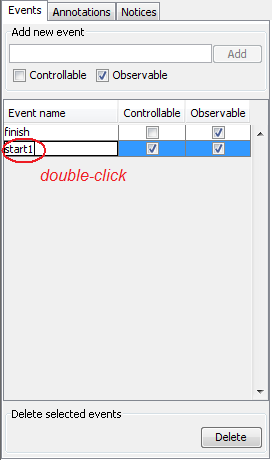 Events Annotations Notices
Add new event
Add
Controllable Observable
Event name Controllable Observable
finish
start1
double-click
Delete selected events
Delete